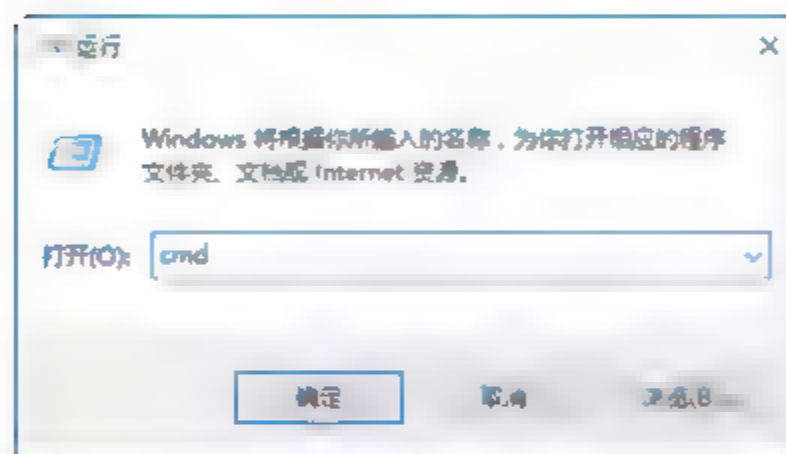 运行
Windows 将根据你所输入的名称，为你打开相应的程序、
文件夹、文档或 Internet 资源。
打开(O): cmd
确定 取消